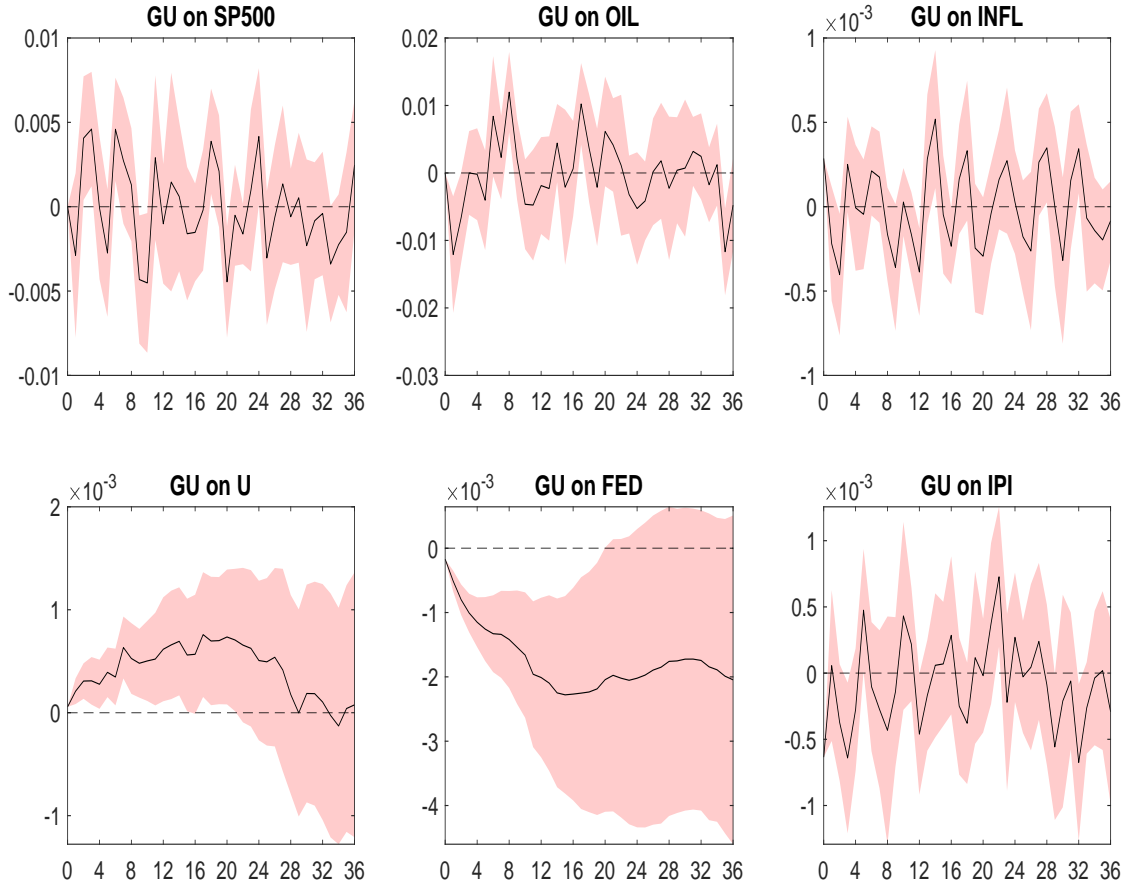 GU on SP500
0.01
0.005
0
-0.005
-0.01
0 4 8 12 16 20 24 28 32 36
GU on OIL
0.02
0.01
0
-0.01
-0.02
-0.03
0 4 8 12 16 20 24 28 32 36
GU on INFL
×10⁻³
1
0.5
0
-0.5
-1
0 4 8 12 16 20 24 28 32 36
GU on U
×10⁻³
2
1
0
-1
0 4 8 12 16 20 24 28 32 36
GU on FED
×10⁻³
0
-1
-2
-3
-4
0 4 8 12 16 20 24 28 32 36
GU on IPI
×10⁻³
1
0.5
0
-0.5
-1
0 4 8 12 16 20 24 28 32 36